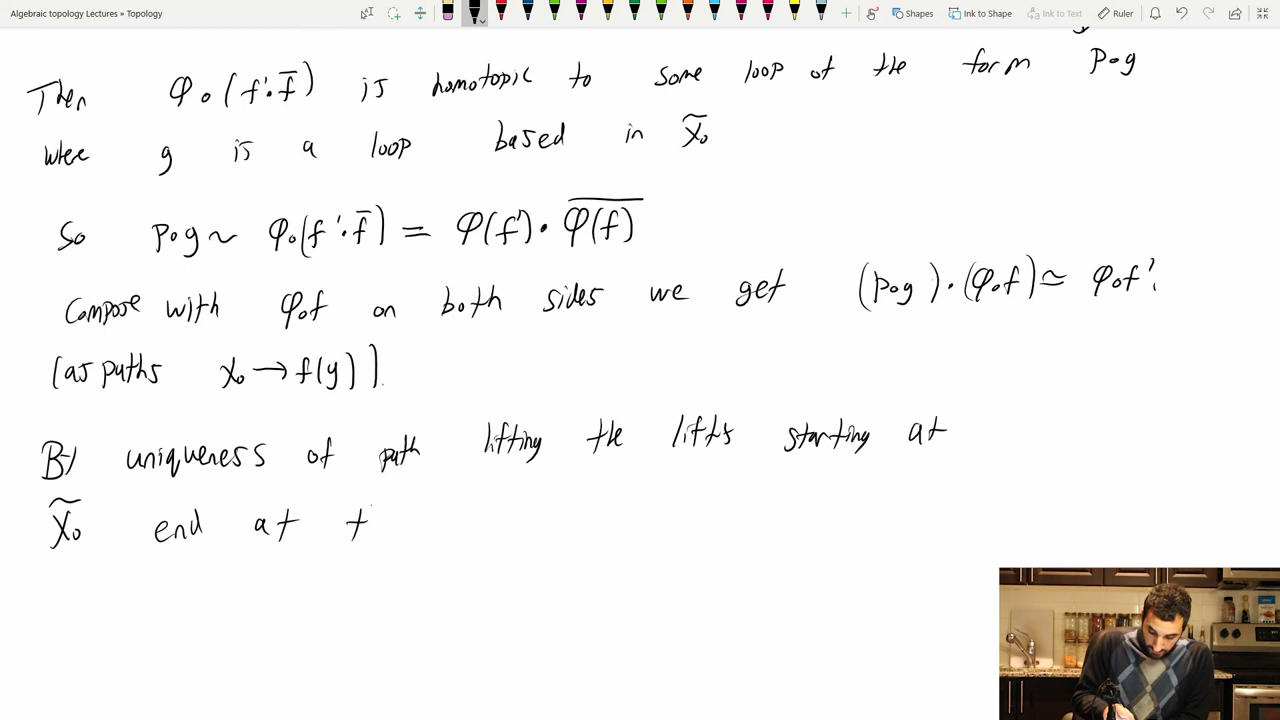 Algebraic topology Lectures » Topology
Shapes Ink to Shape Ink to Text Ruler
Then φ∘(f'·f̅) is homotopic to some loop of the form p∘g
wlee g is a loop based in x̃₀
So p∘g ~ φ∘(f'·f̅) = φ(f')·\overline{φ(f)}
Compose with φ∘f on both sides we get (p∘g)·(φ∘f) ≃ φ∘f'
(as paths x₀ → f(y)).
By uniqueness of path lifting the lifts starting at
x̃₀ end at t